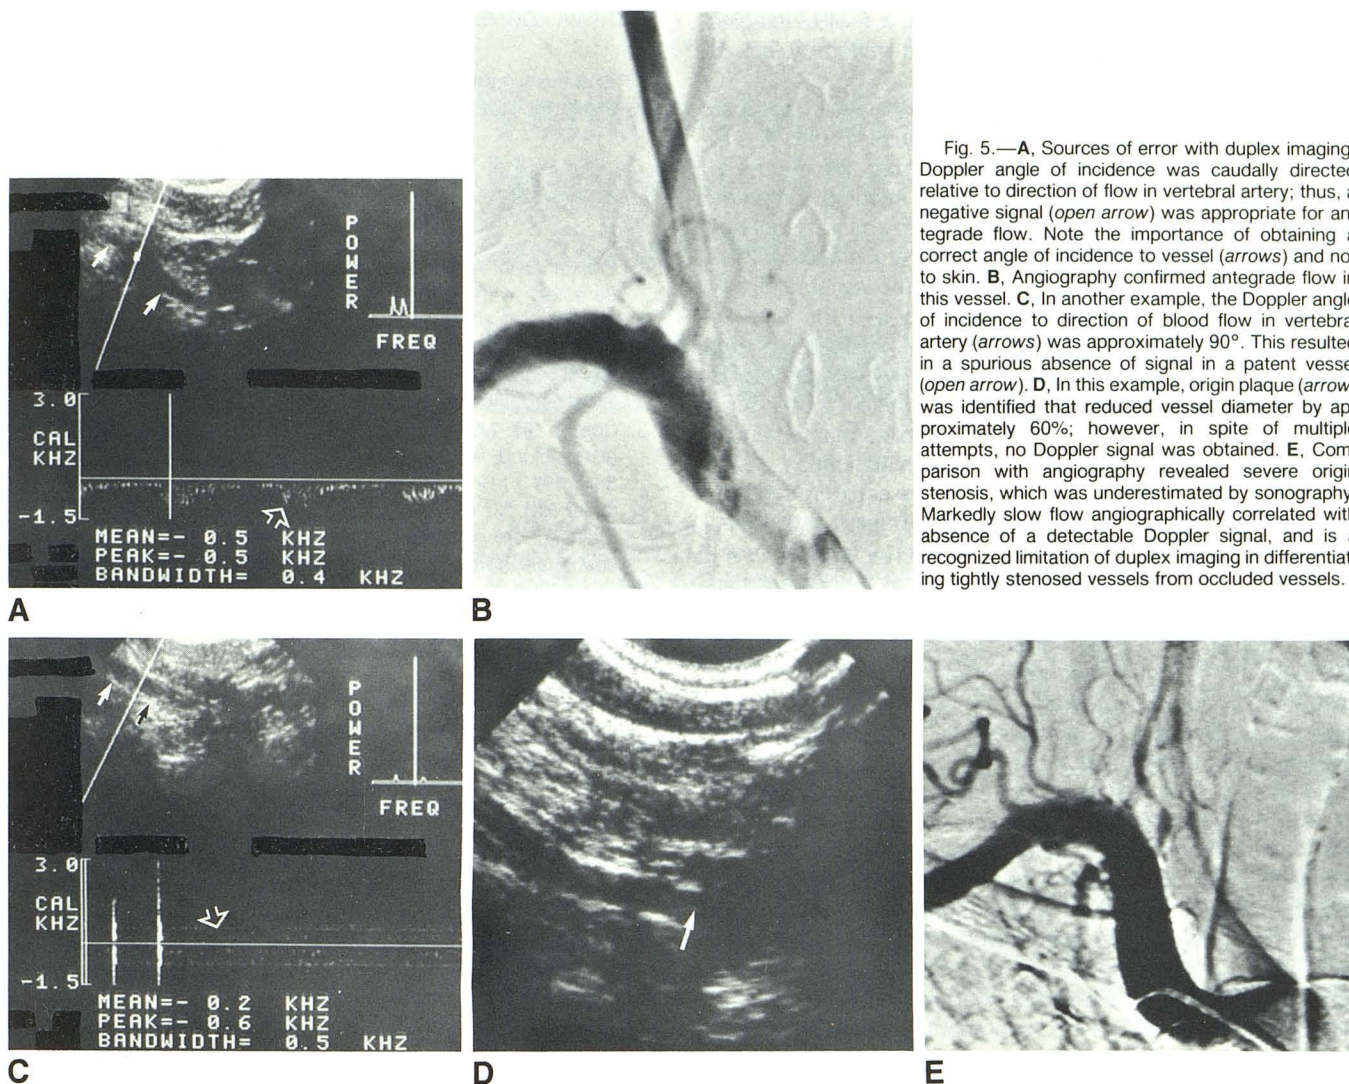 Fig. 5.—A, Sources of error with duplex imaging
Doppler angle of incidence was caudally directed
relative to direction of flow in vertebral artery; thus, a
negative signal (open arrow) was appropriate for an
tegrade flow. Note the importance of obtaining a
correct angle of incidence to vessel (arrows) and no
to skin. B, Angiography confirmed antegrade flow in
this vessel. C, In another example, the Doppler angle
of incidence to direction of blood flow in vertebra
artery (arrows) was approximately 90°. This resulted
in a spurious absence of signal in a patent vesse
(open arrow). D, In this example, origin plaque (arrow
was identified that reduced vessel diameter by ap
proximately 60%; however, in spite of multiple
attempts, no Doppler signal was obtained. E, Com
parison with angiography revealed severe origin
stenosis, which was underestimated by sonography
Markedly slow flow angiographically correlated with
absence of a detectable Doppler signal, and is a
recognized limitation of duplex imaging in differentiat
ing tightly stenosed vessels from occluded vessels.
POWER
FREQ
3.0
CAL
KHZ
-1.5
MEAN=- 0.5 KHZ
PEAK=- 0.5 KHZ
BANDWIDTH= 0.4 KHZ
A
B
POWER
FREQ
3.0
CAL
KHZ
-1.5
MEAN=- 0.2 KHZ
PEAK=- 0.6 KHZ
BANDWIDTH= 0.5 KHZ
C
D
E